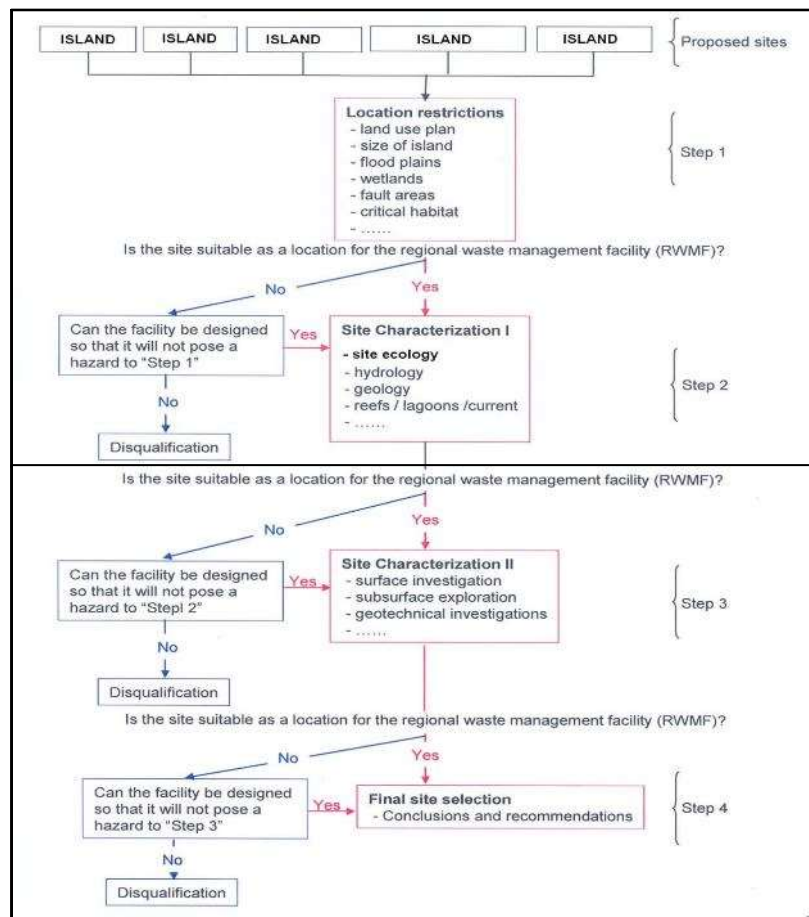 ISLAND ISLAND ISLAND ISLAND ISLAND
Proposed sites
Location restrictions
- land use plan
- size of island
- flood plains
- wetlands
- fault areas
- critical habitat
- ......
Step 1
Is the site suitable as a location for the regional waste management facility (RWMF)?
No
Yes
Can the facility be designed
so that it will not pose a
hazard to “Step 1”
Yes
Site Characterization I
- site ecology
- hydrology
- geology
- reefs / lagoons /current
- ......
Step 2
No
Disqualification
Is the site suitable as a location for the regional waste management facility (RWMF)?
No
Yes
Can the facility be designed
so that it will not pose a
hazard to “Stepl 2”
Yes
Site Characterization II
- surface investigation
- subsurface exploration
- geotechnical investigations
- ......
Step 3
No
Disqualification
Is the site suitable as a location for the regional waste management facility (RWMF)?
No
Yes
Can the facility be designed
so that it will not pose a
hazard to “Step 3”
Yes
Final site selection
- Conclusions and recommendations
Step 4
No
Disqualification